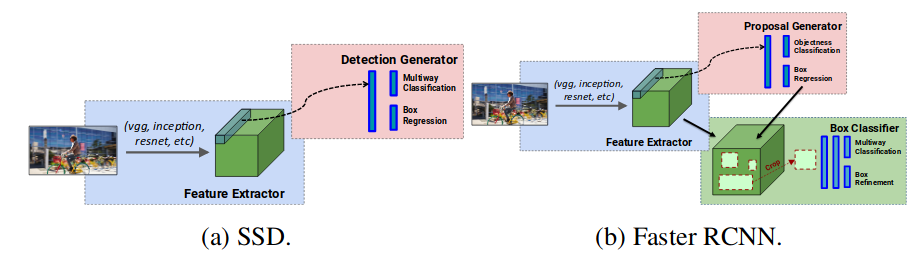 Detection Generator
Multiway
Classification
Box
Regression
(vgg, inception,
resnet, etc)
Feature Extractor
(a) SSD.
Proposal Generator
Objectness
Classification
Box
Regression
(vgg, inception,
resnet, etc)
Feature Extractor
Box Classifier
Multiway
Classification
Crop
Box
Refinement
(b) Faster RCNN.